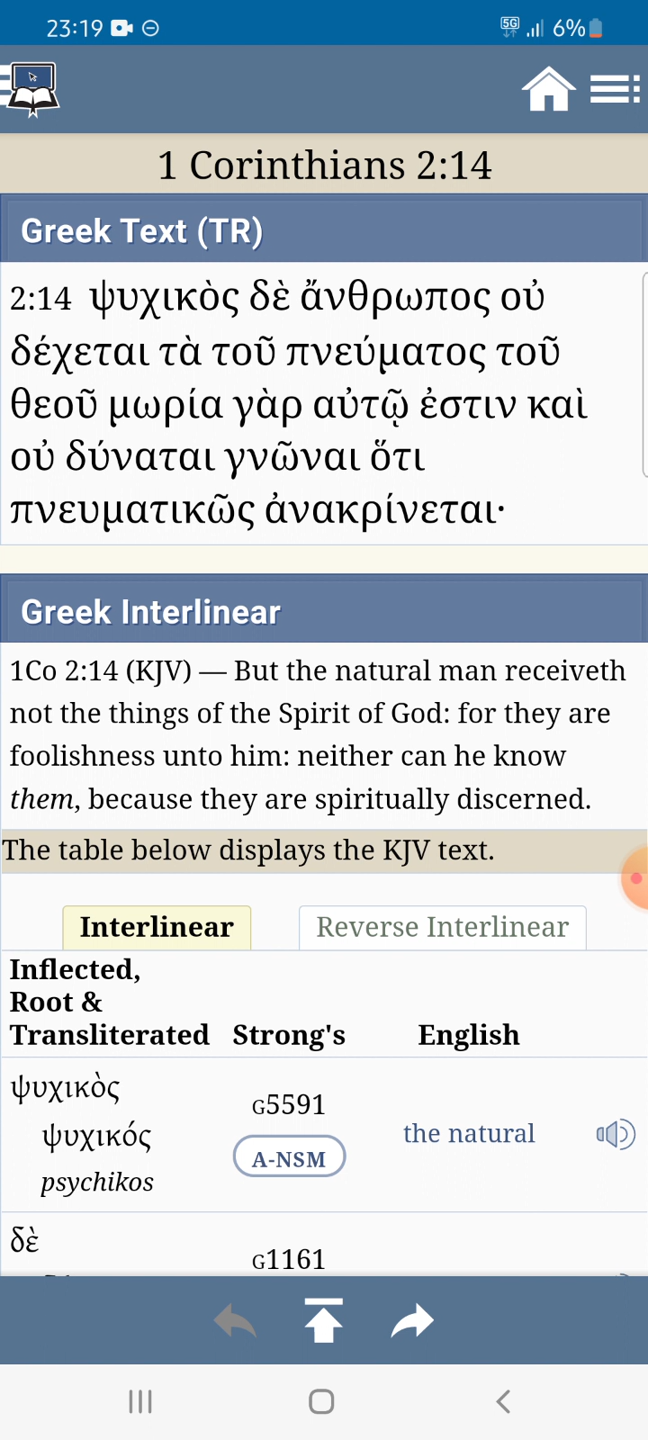 23:19 5G 6%
1 Corinthians 2:14
Greek Text (TR)
2:14 ψυχικὸς δὲ ἄνθρωπος οὐ
δέχεται τὰ τοῦ πνεύματος τοῦ
θεοῦ μωρία γὰρ αὐτῷ ἐστιν καὶ
οὐ δύναται γνῶναι ὅτι
πνευματικῶς ἀνακρίνεται·
Greek Interlinear
1Co 2:14 (KJV) — But the natural man receiveth
not the things of the Spirit of God: for they are
foolishness unto him: neither can he know
them, because they are spiritually discerned.
The table below displays the KJV text.
Interlinear Reverse Interlinear
Inflected,
Root &
Transliterated Strong's English
ψυχικὸς
G5591
ψυχικός the natural
A-NSM
psychikos
δὲ
G1161